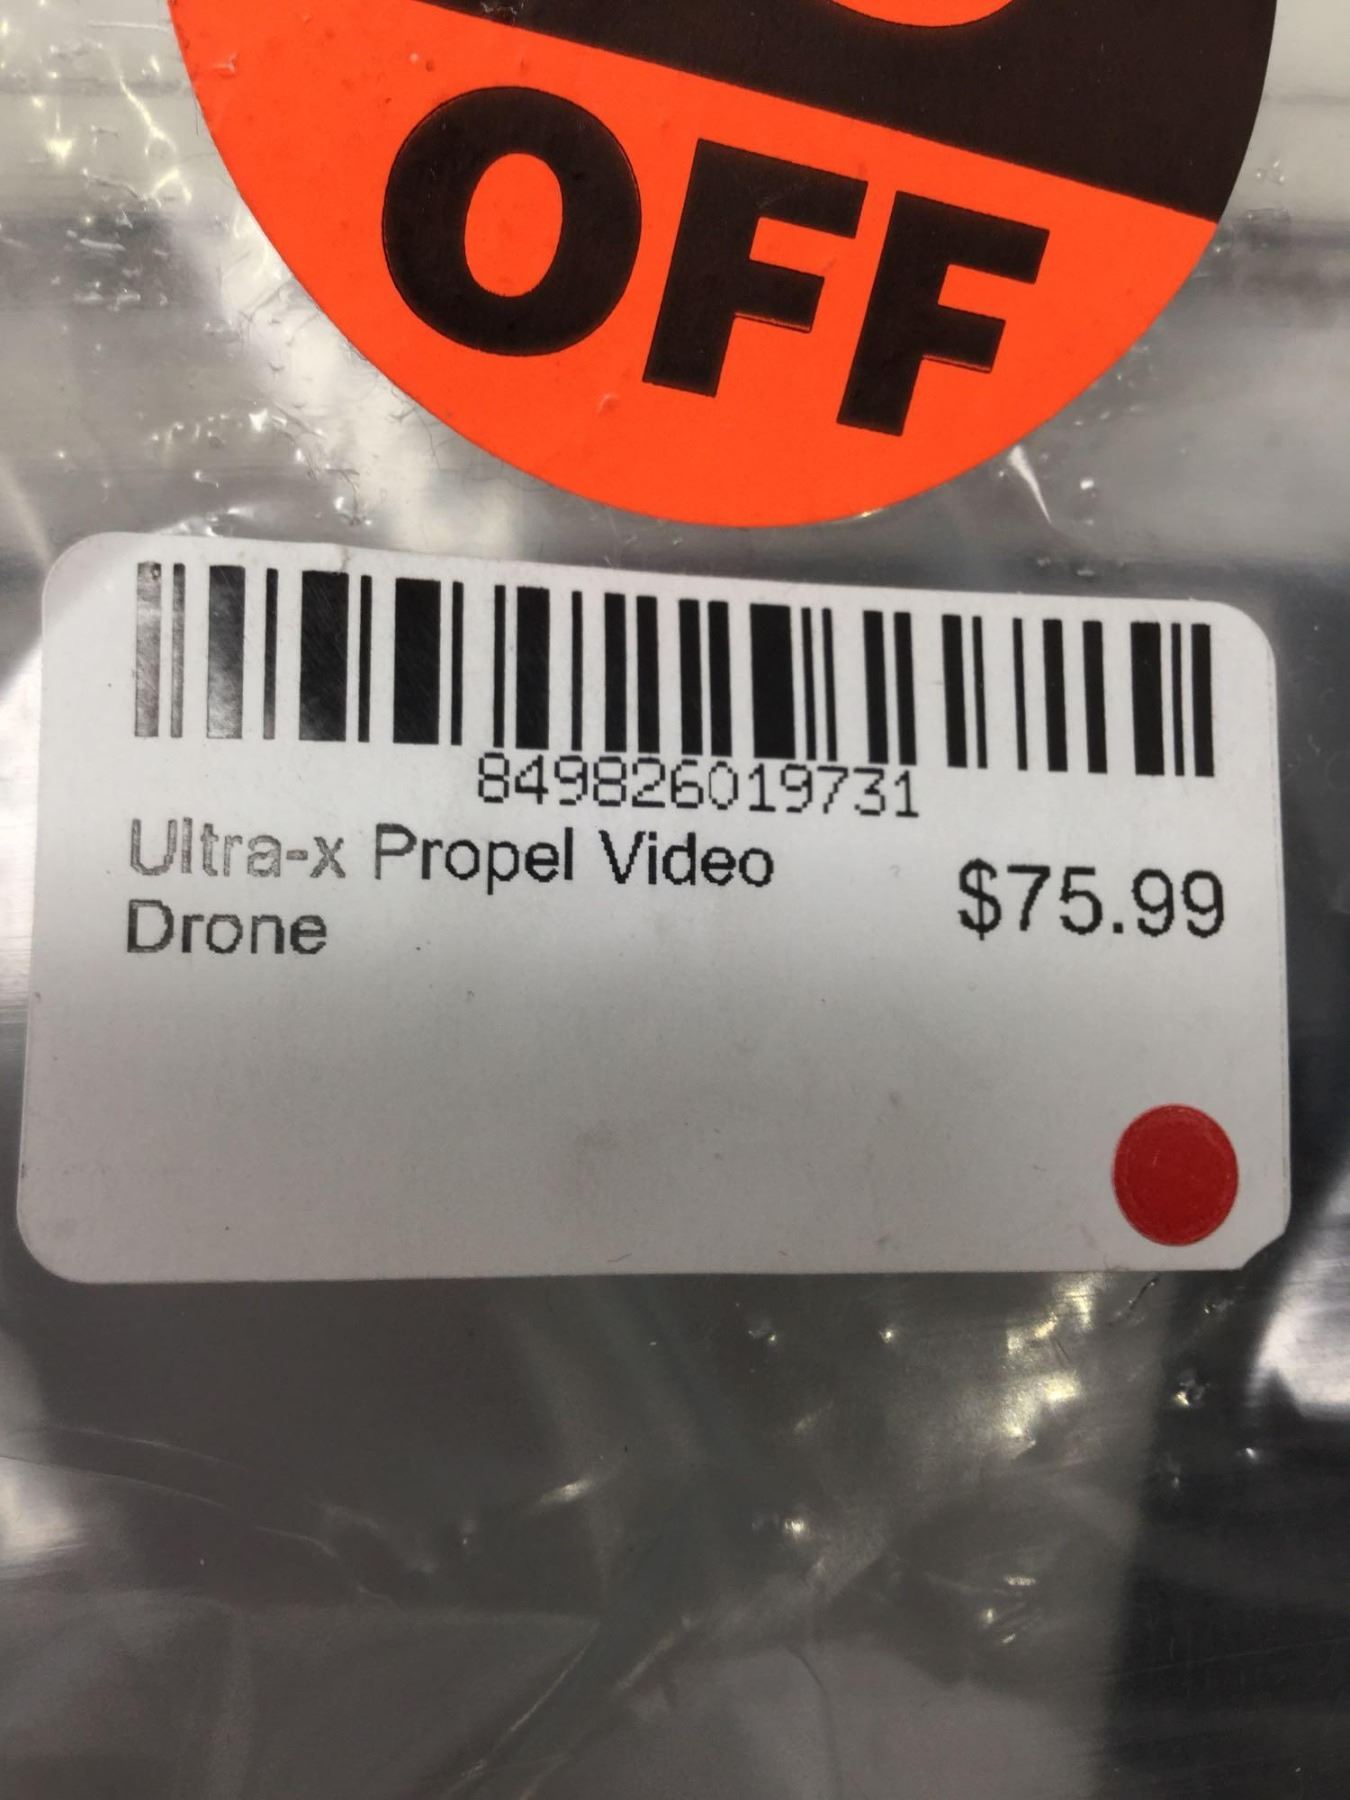 OFF
849826019731
Ultra-x Propel Video
Drone
$75.99